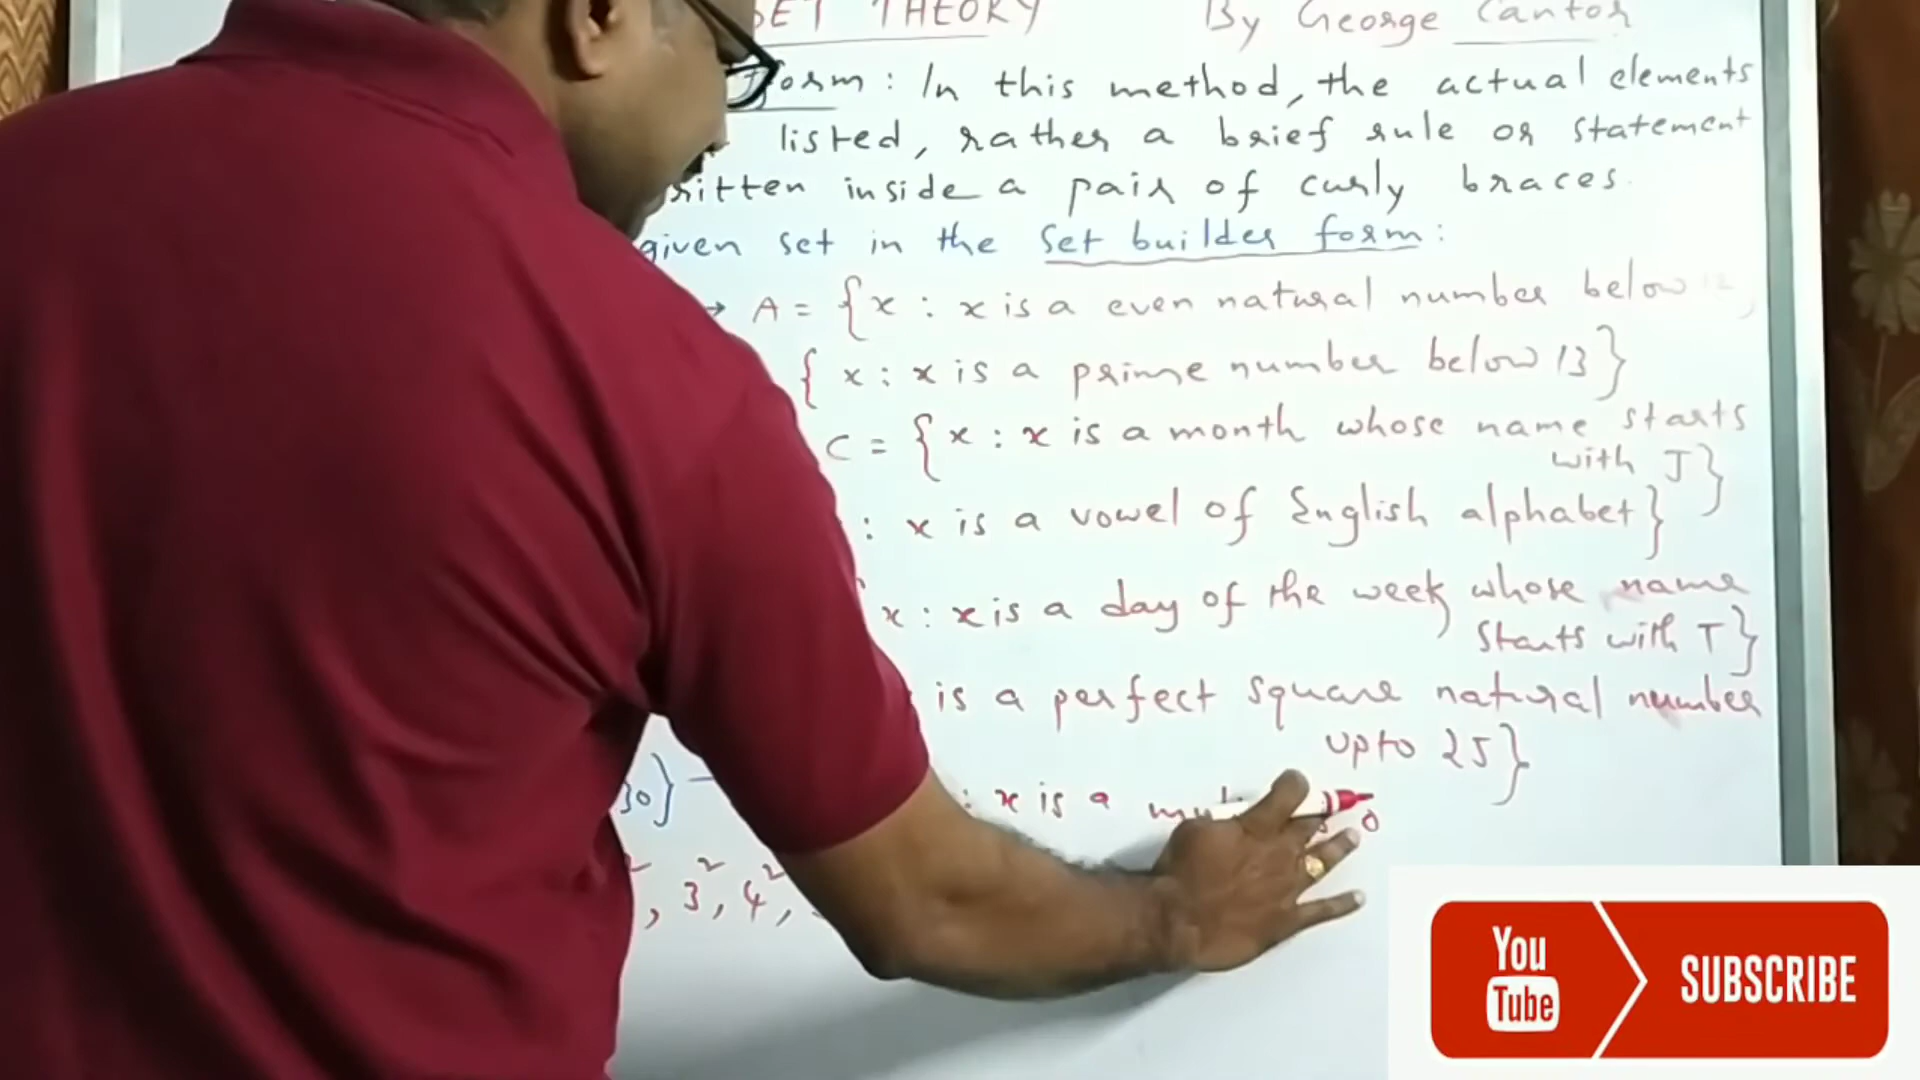 SET THEORY By George Cantor
form: In this method, the actual elements
listed, rather a brief rule or statement
written inside a pair of curly braces.
given set in the Set builder form:
→ A = {x : x is a even natural number below 12}
{x : x is a prime number below 13}
C = {x : x is a month whose name starts
with J}
: x is a vowel of English alphabet}
x : x is a day of the week whose name
Starts with T}
is a perfect square natural number
upto 25}
30} : x is a
, 3², 4²,
You
Tube
SUBSCRIBE